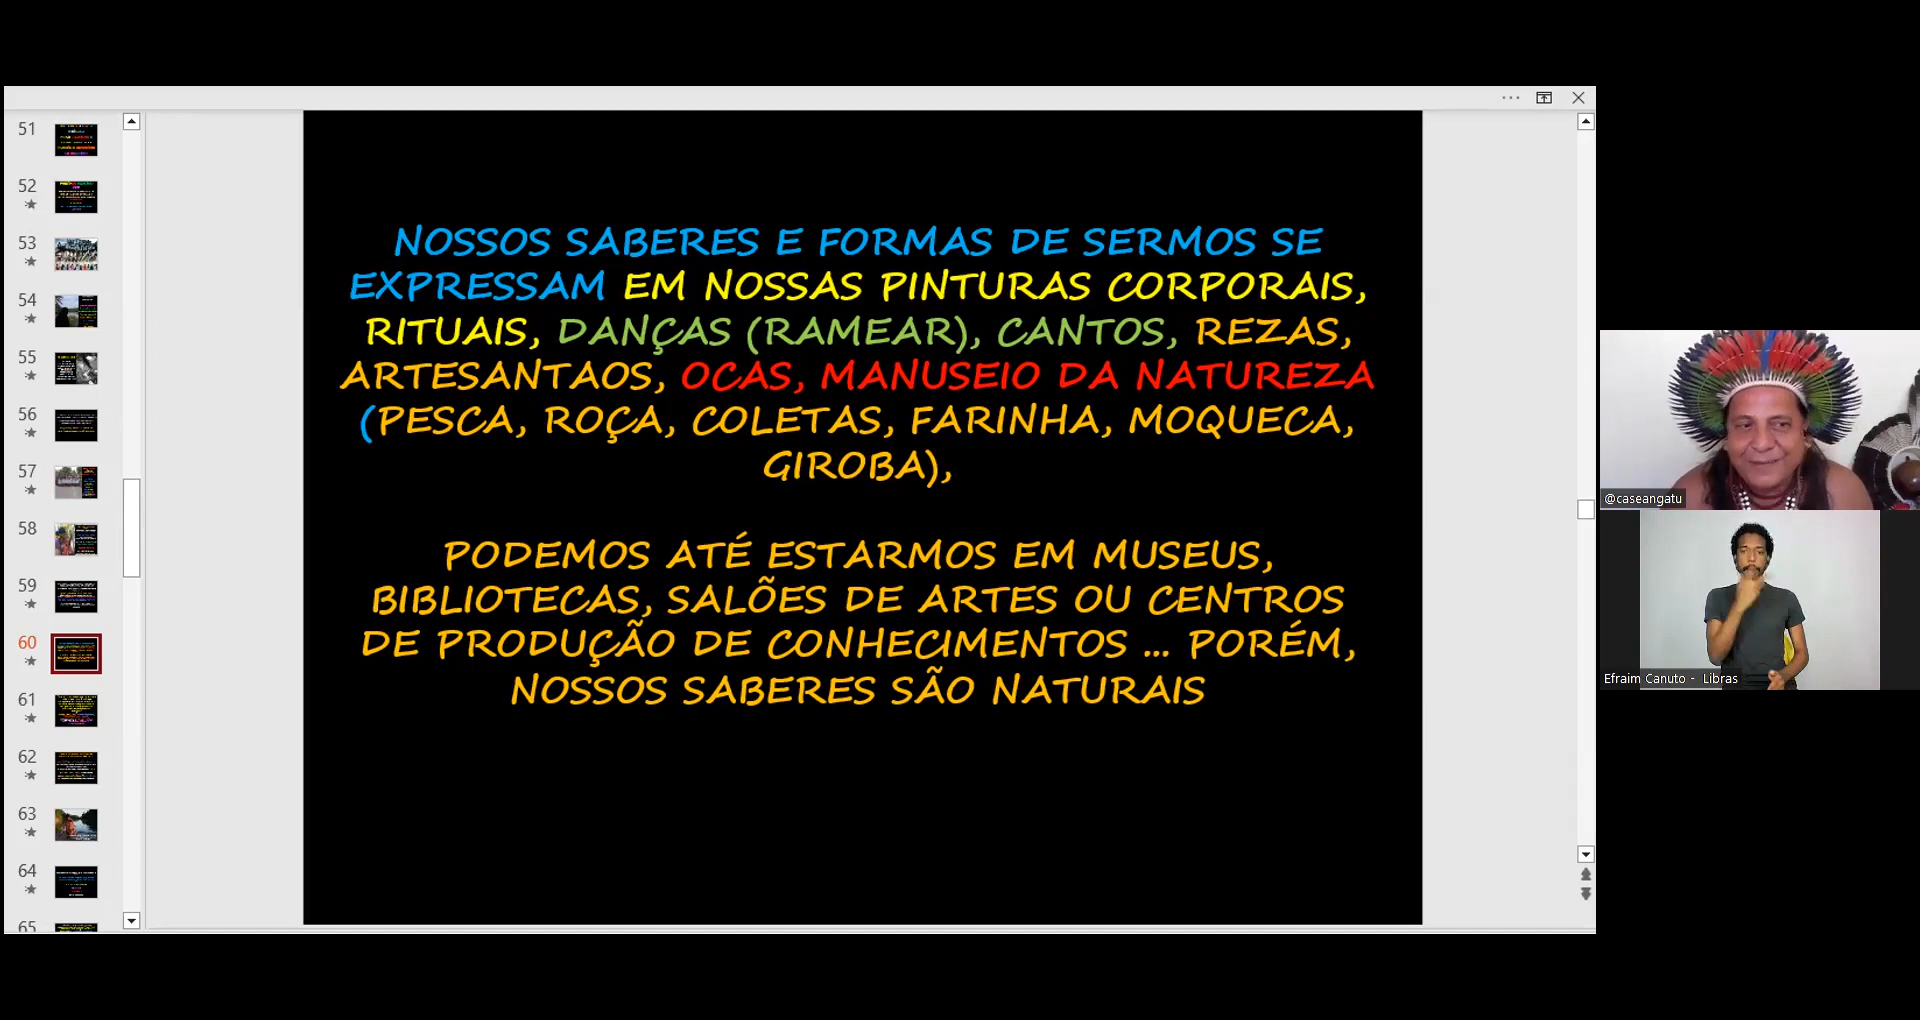 51
52
53
54
55
56
57
58
59
60
61
62
63
64
65
NOSSOS SABERES E FORMAS DE SERMOS SE
EXPRESSAM EM NOSSAS PINTURAS CORPORAIS,
RITUAIS, DANÇAS (RAMEAR), CANTOS, REZAS,
ARTESANTAOS, OCAS, MANUSEIO DA NATUREZA
(PESCA, ROÇA, COLETAS, FARINHA, MOQUECA,
GIROBA),
PODEMOS ATÉ ESTARMOS EM MUSEUS,
BIBLIOTECAS, SALÕES DE ARTES OU CENTROS
DE PRODUÇÃO DE CONHECIMENTOS ... PORÉM,
NOSSOS SABERES SÃO NATURAIS
@caseangatu
Efraim Canuto - Libras